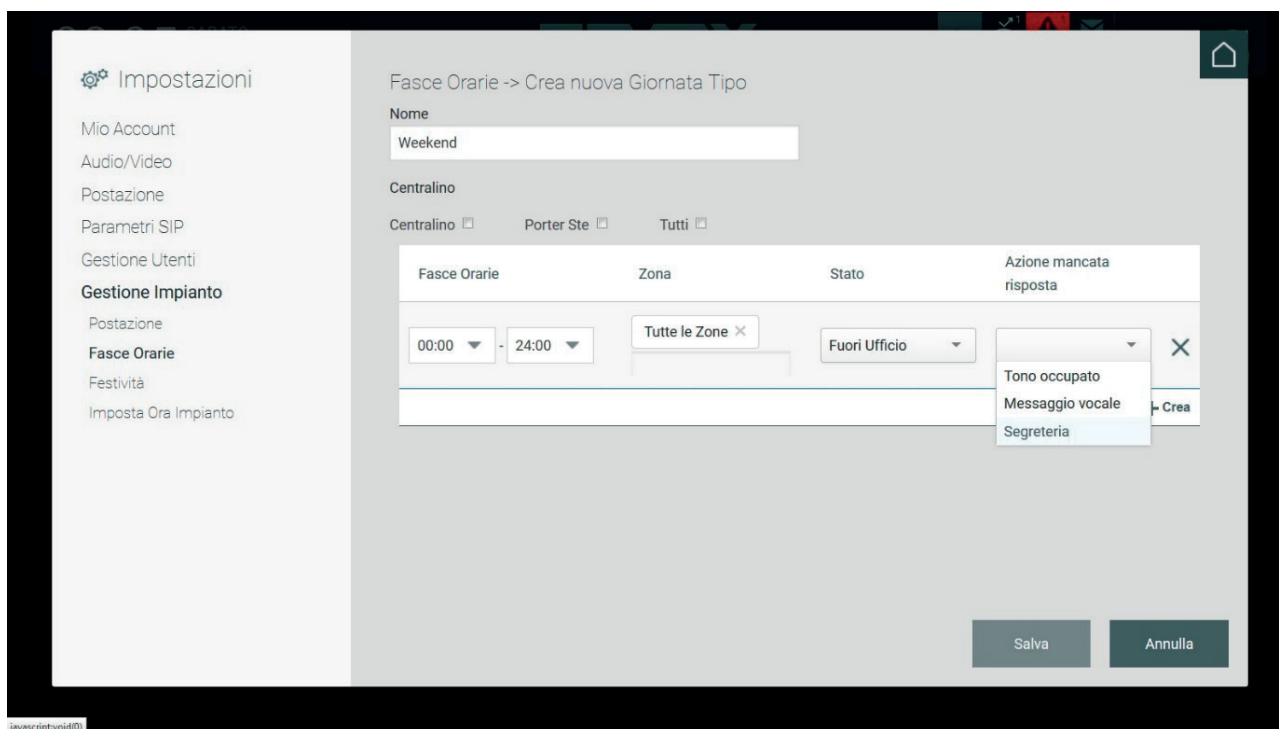 Impostazioni
Mio Account
Audio/Video
Postazione
Parametri SIP
Gestione Utenti
Gestione Impianto
Postazione
Fasce Orarie
Festività
Imposta Ora Impianto
Fasce Orarie -> Crea nuova Giornata Tipo
Nome
Weekend
Centralino
Centralino Porter Ste Tutti
Fasce Orarie Zona Stato Azione mancata
risposta
00:00 - 24:00 Tutte le Zone Fuori Ufficio
Tono occupato
Messaggio vocale
Segreteria
Crea
Salva Annulla
javascript:void(0)